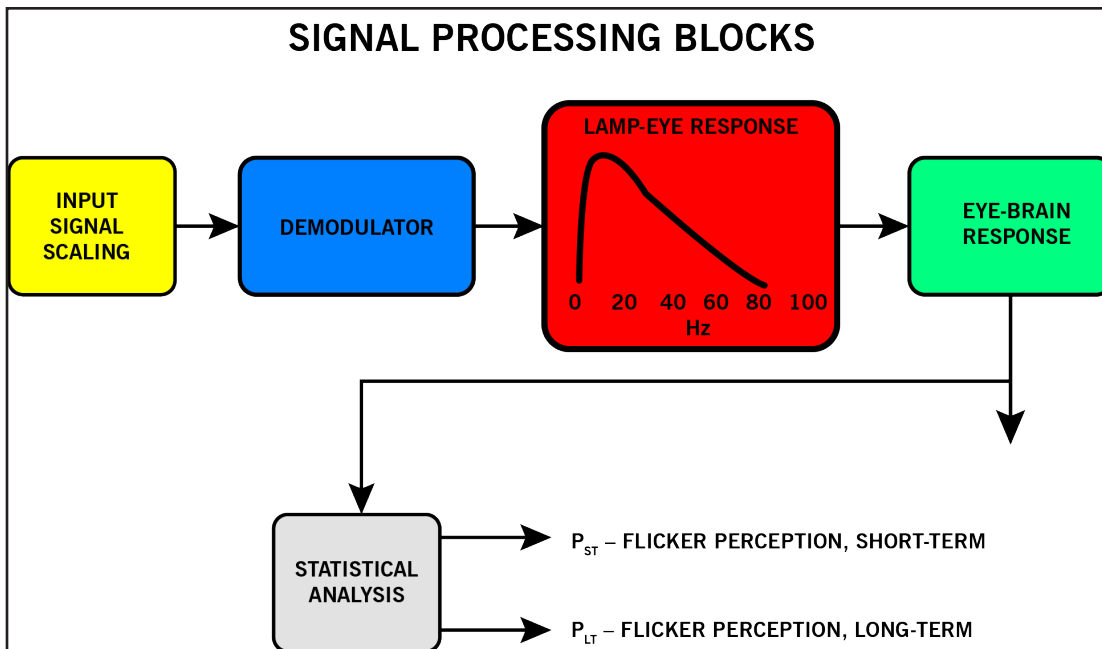 SIGNAL PROCESSING BLOCKS
INPUT
SIGNAL
SCALING
DEMODULATOR
LAMP-EYE RESPONSE
0 20 40 60 80 100
Hz
EYE-BRAIN
RESPONSE
STATISTICAL
ANALYSIS
PST – FLICKER PERCEPTION, SHORT-TERM
PLT – FLICKER PERCEPTION, LONG-TERM